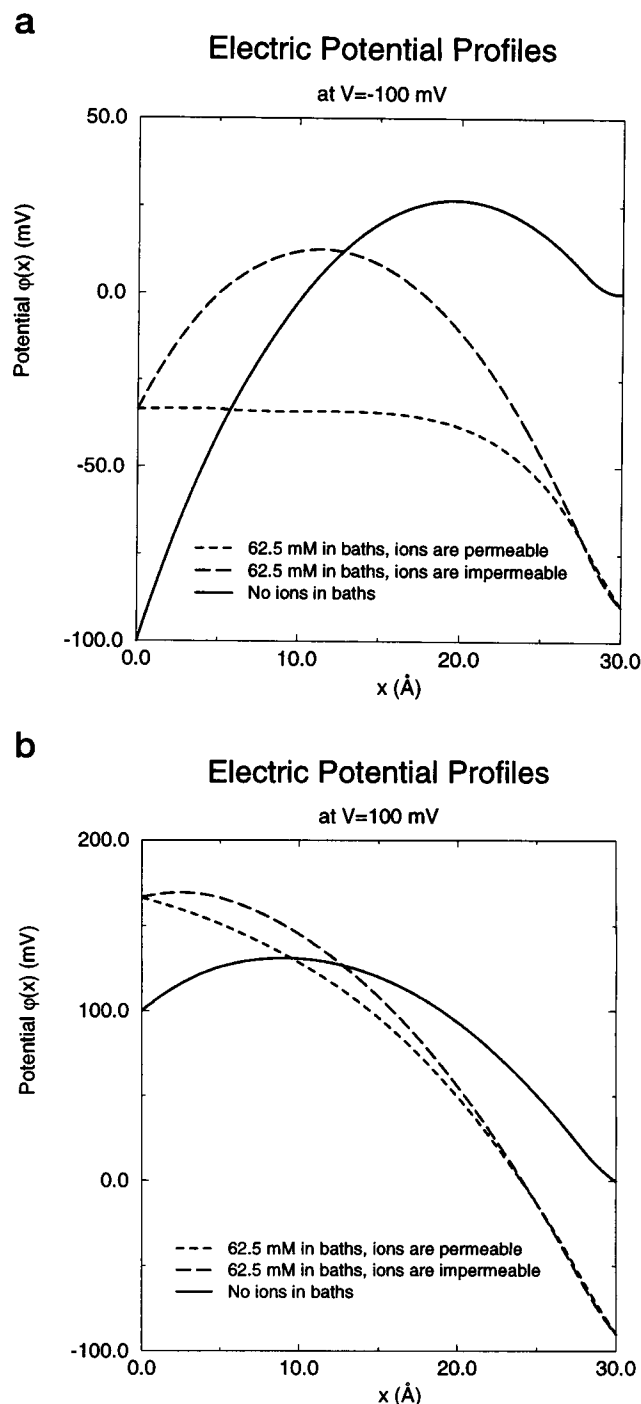 a
Electric Potential Profiles
at V=-100 mV
50.0
0.0
-50.0
-100.0
Potential φ(x) (mV)
62.5 mM in baths, ions are permeable
62.5 mM in baths, ions are impermeable
No ions in baths
0.0 10.0 20.0 30.0
x (Å)
b
Electric Potential Profiles
at V=100 mV
200.0
100.0
0.0
-100.0
Potential φ(x) (mV)
62.5 mM in baths, ions are permeable
62.5 mM in baths, ions are impermeable
No ions in baths
0.0 10.0 20.0 30.0
x (Å)